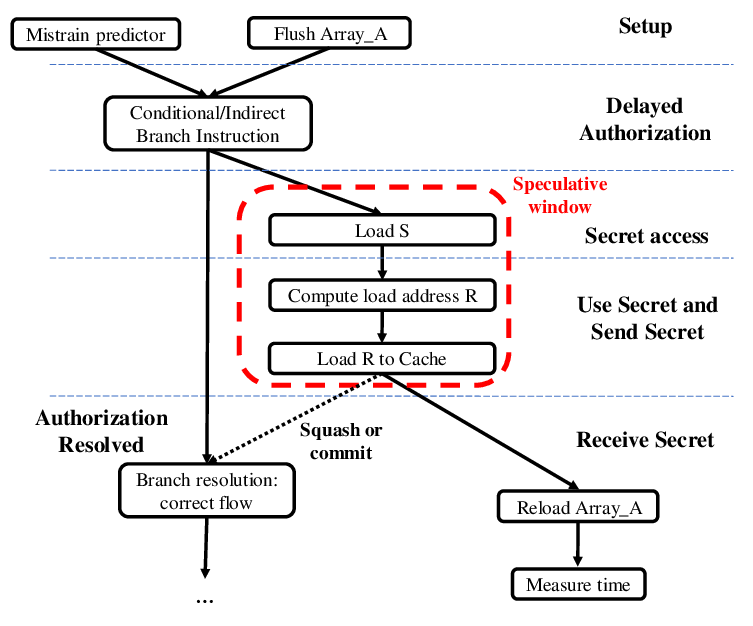 Mistrain predictor
Flush Array_A
Setup
Conditional/Indirect
Branch Instruction
Delayed
Authorization
Speculative
window
Load S
Secret access
Compute load address R
Use Secret and
Send Secret
Load R to Cache
Authorization
Resolved
Squash or
commit
Receive Secret
Branch resolution:
correct flow
Reload Array_A
Measure time
...